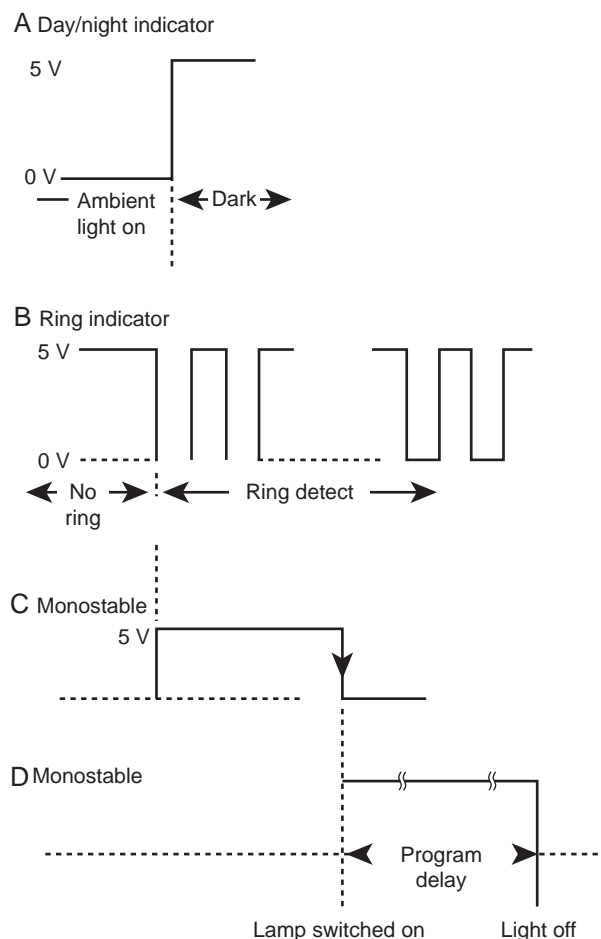 A Day/night indicator
5 V
0 V
Ambient
light on
Dark
B Ring indicator
5 V
0 V
No
ring
Ring detect
C Monostable
5 V
D Monostable
Program
delay
Lamp switched on
Light off